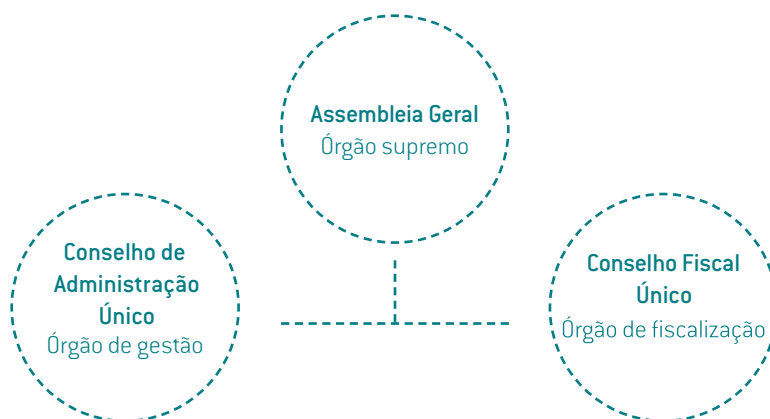 Assembleia Geral
Órgão supremo
Conselho de
Administração
Único
Órgão de gestão
Conselho Fiscal
Único
Órgão de fiscalização